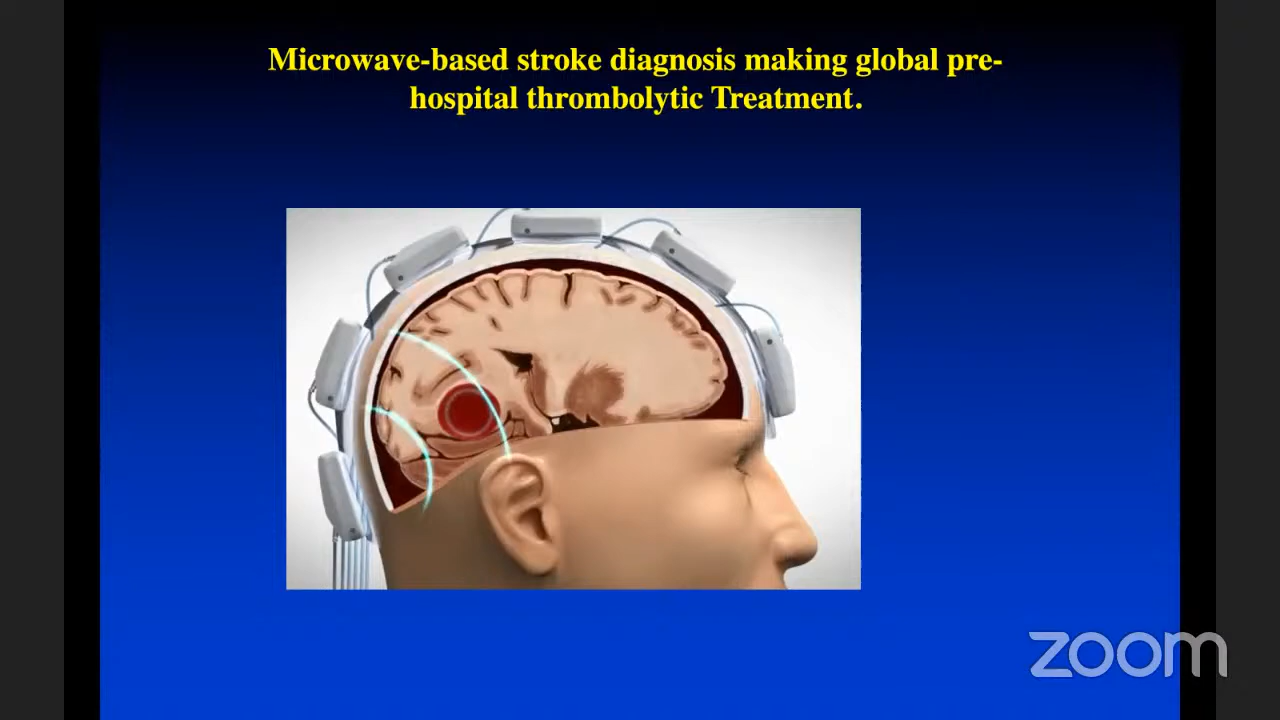 Microwave-based stroke diagnosis making global pre-
hospital thrombolytic Treatment.
zoom